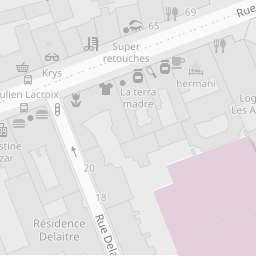 65
69
Rue
Super
retouches
Krys
ulien Lacroix
La terra
madre
hermani
Log
Les A
stine
zar
20
18
Résidence
Delaitre
Rue Dela